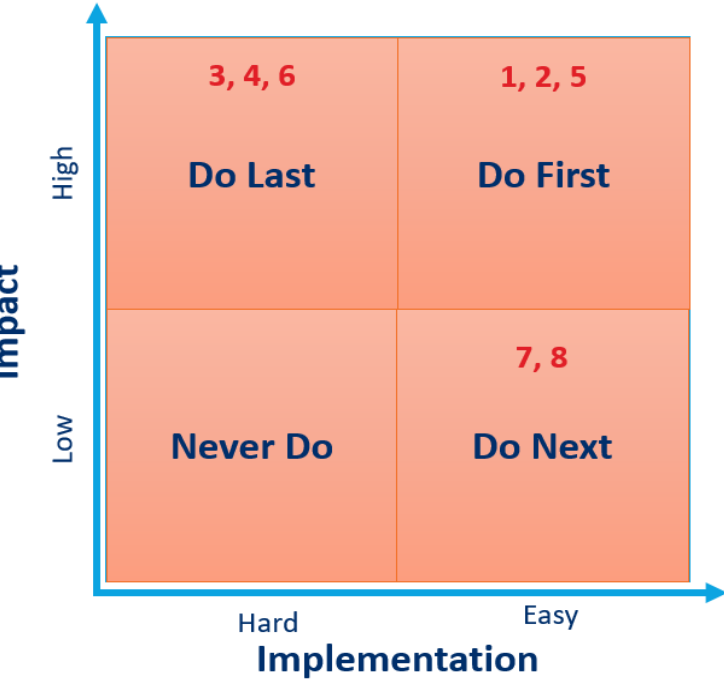 3, 4, 6
1, 2, 5
Do Last
Do First
High
Impact
7, 8
Low
Never Do
Do Next
Hard
Easy
Implementation